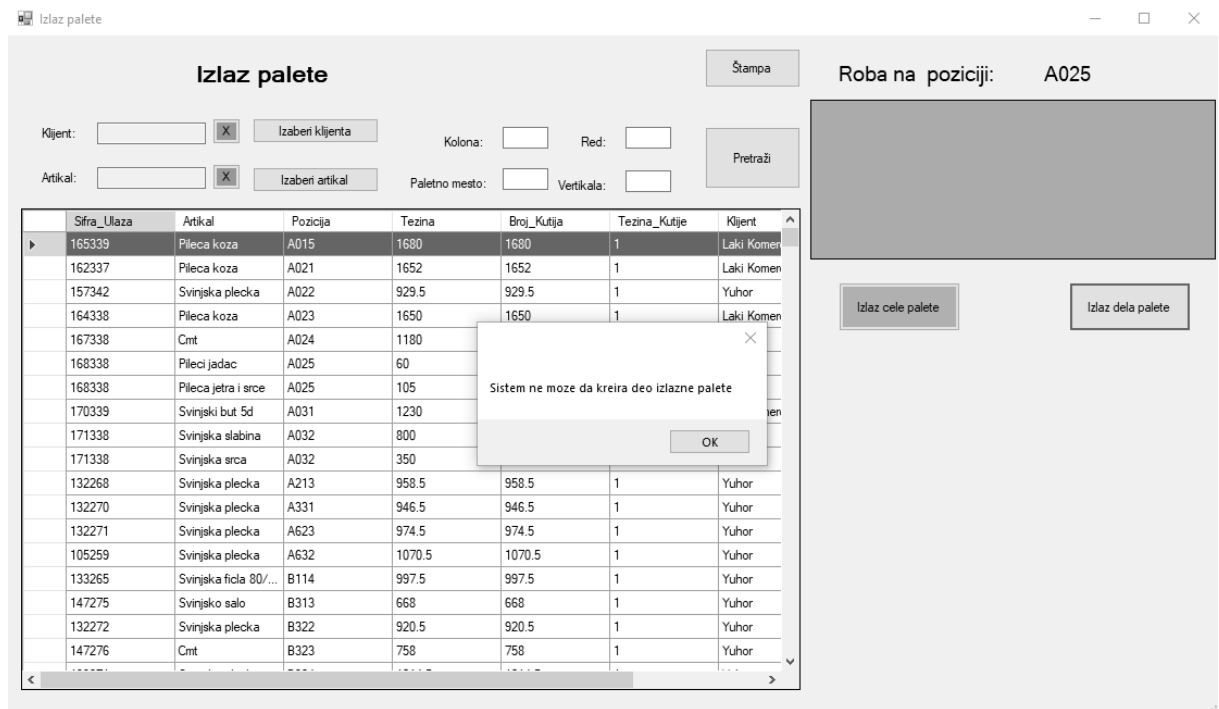 Izlaz palete
Izlaz palete
Štampa
Roba na poziciji: A025
Klijent: X Izaberi klijenta Kolona: Red:
Pretraži
Artikal: X Izaberi artikal Paletno mesto: Vertikala:
Sifra_Ulaza Artikal Pozicija Tezina Broj_Kutija Tezina_Kutije Klijent
165339 Pileca koza A015 1680 1680 1 Laki Komer
162337 Pileca koza A021 1652 1652 1 Laki Komer
157342 Svinjska plecka A022 929.5 929.5 1 Yuhor
164338 Pileca koza A023 1650 1650 1 Laki Komer
167338 Cmt A024 1180
168338 Pileci jadac A025 60
168338 Pileca jetra i srce A025 105
170339 Svinjski but 5d A031 1230
171338 Svinjska slabina A032 800
171338 Svinjska srca A032 350
132268 Svinjska plecka A213 958.5 958.5 1 Yuhor
132270 Svinjska plecka A331 946.5 946.5 1 Yuhor
132271 Svinjska plecka A623 974.5 974.5 1 Yuhor
105259 Svinjska plecka A632 1070.5 1070.5 1 Yuhor
133265 Svinjska ficla 80/... B114 997.5 997.5 1 Yuhor
147275 Svinjsko salo B313 668 668 1 Yuhor
132272 Svinjska plecka B322 920.5 920.5 1 Yuhor
147276 Cmt B323 758 758 1 Yuhor
Izlaz cele palete
Izlaz dela palete
Sistem ne moze da kreira deo izlazne palete
OK